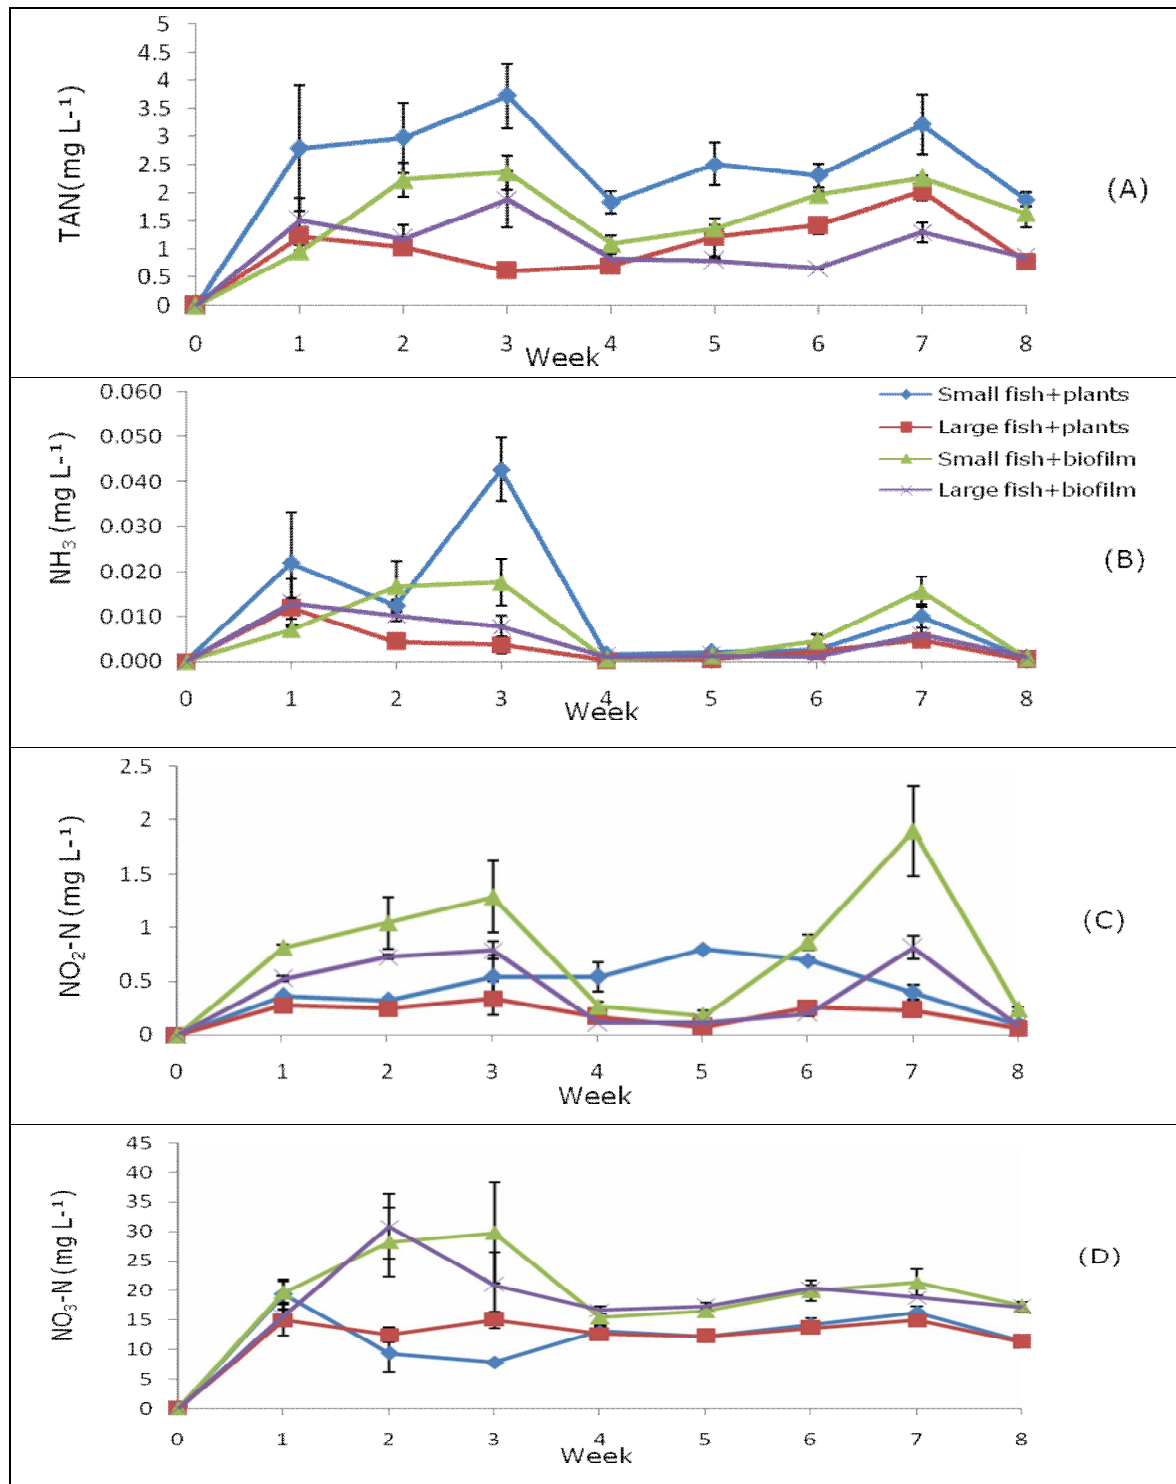 5
4.5
4
3.5
3
2.5
2
1.5
1
0.5
0
TAN(mg L-1)
(A)
0 1 2 3 4 5 6 7 8
Week
0.060
0.050
0.040
0.030
0.020
0.010
0.000
NH3 (mg L-1)
Small fish+plants
Large fish+plants
Small fish+biofilm
Large fish+biofilm
(B)
0 1 2 3 4 5 6 7 8
Week
2.5
2
1.5
1
0.5
0
NO2-N (mg L-1)
(C)
0 1 2 3 4 5 6 7 8
Week
45
40
35
30
25
20
15
10
5
0
NO3-N (mg L-1)
(D)
0 1 2 3 4 5 6 7 8
Week